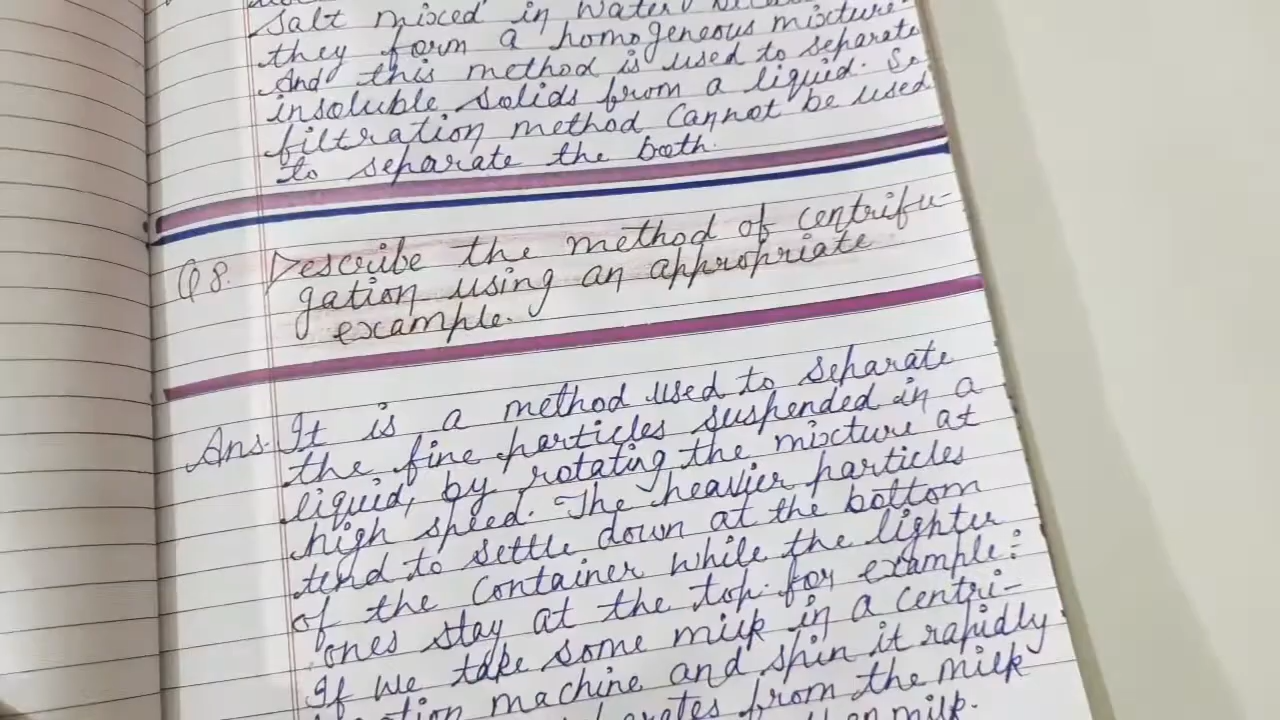 Salt mixed in Water
they form a homogeneous mixture.
And this method is used to separate
insoluble solids from a liquid. So
filtration method cannot be used
to separate the both.
Q8. Describe the method of centrifu-
gation using an appropriate
example.
Ans. It is a method used to separate
the fine particles suspended in a
liquid, by rotating the mixture at
high speed. The heavier particles
tend to settle down at the bottom
of the container while the lighter
ones stay at the top. for example:
If we take some milk in a centri-
machine and spin it rapidly
from the milk
milk.